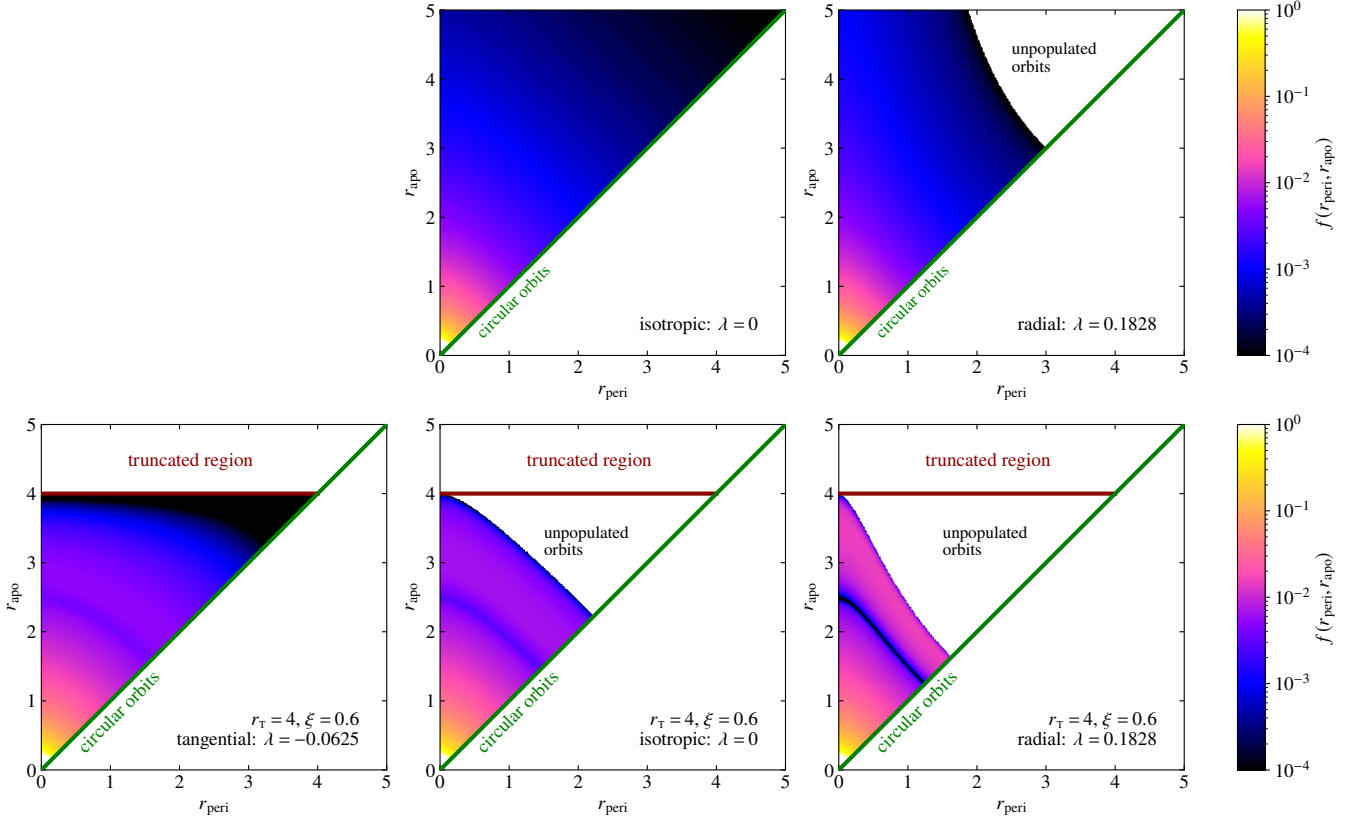 5
4
3
2
1
0
r_apo
0 1 2 3 4 5
r_peri
circular orbits
isotropic: λ = 0
5
4
3
2
1
0
r_apo
0 1 2 3 4 5
r_peri
unpopulated
orbits
circular orbits
radial: λ = 0.1828
10^0
10^−1
10^−2
10^−3
10^−4
f (r_peri, r_apo)
5
4
3
2
1
0
r_apo
0 1 2 3 4 5
r_peri
truncated region
circular orbits
r_T = 4, ξ = 0.6
tangential: λ = −0.0625
5
4
3
2
1
0
r_apo
0 1 2 3 4 5
r_peri
truncated region
unpopulated
orbits
circular orbits
r_T = 4, ξ = 0.6
isotropic: λ = 0
5
4
3
2
1
0
r_apo
0 1 2 3 4 5
r_peri
truncated region
unpopulated
orbits
circular orbits
r_T = 4, ξ = 0.6
radial: λ = 0.1828
10^0
10^−1
10^−2
10^−3
10^−4
f (r_peri, r_apo)